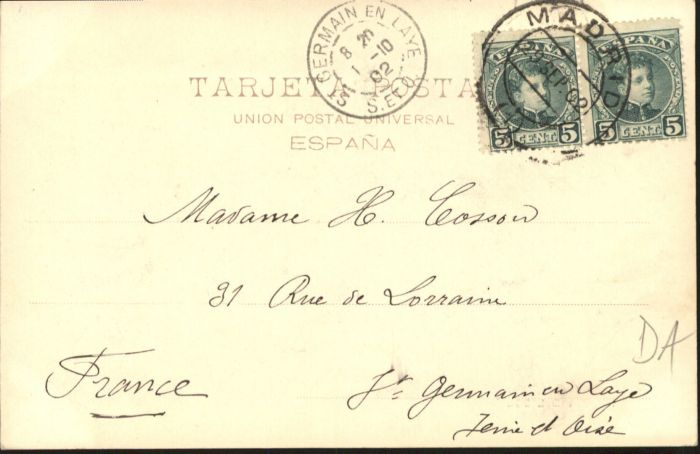 ST GERMAIN EN LAYE
8 20
1 -10
02
S.ET O.
MADRID
ESPAÑA
ESPAÑA
5 CENT. 5
5 CENT. 5
TARJETA POSTAL
UNION POSTAL UNIVERSAL
ESPAÑA
Madame H. Cosson
31 Rue de Lorraine
DA
France
St Germain en Laye
Seine et Oise